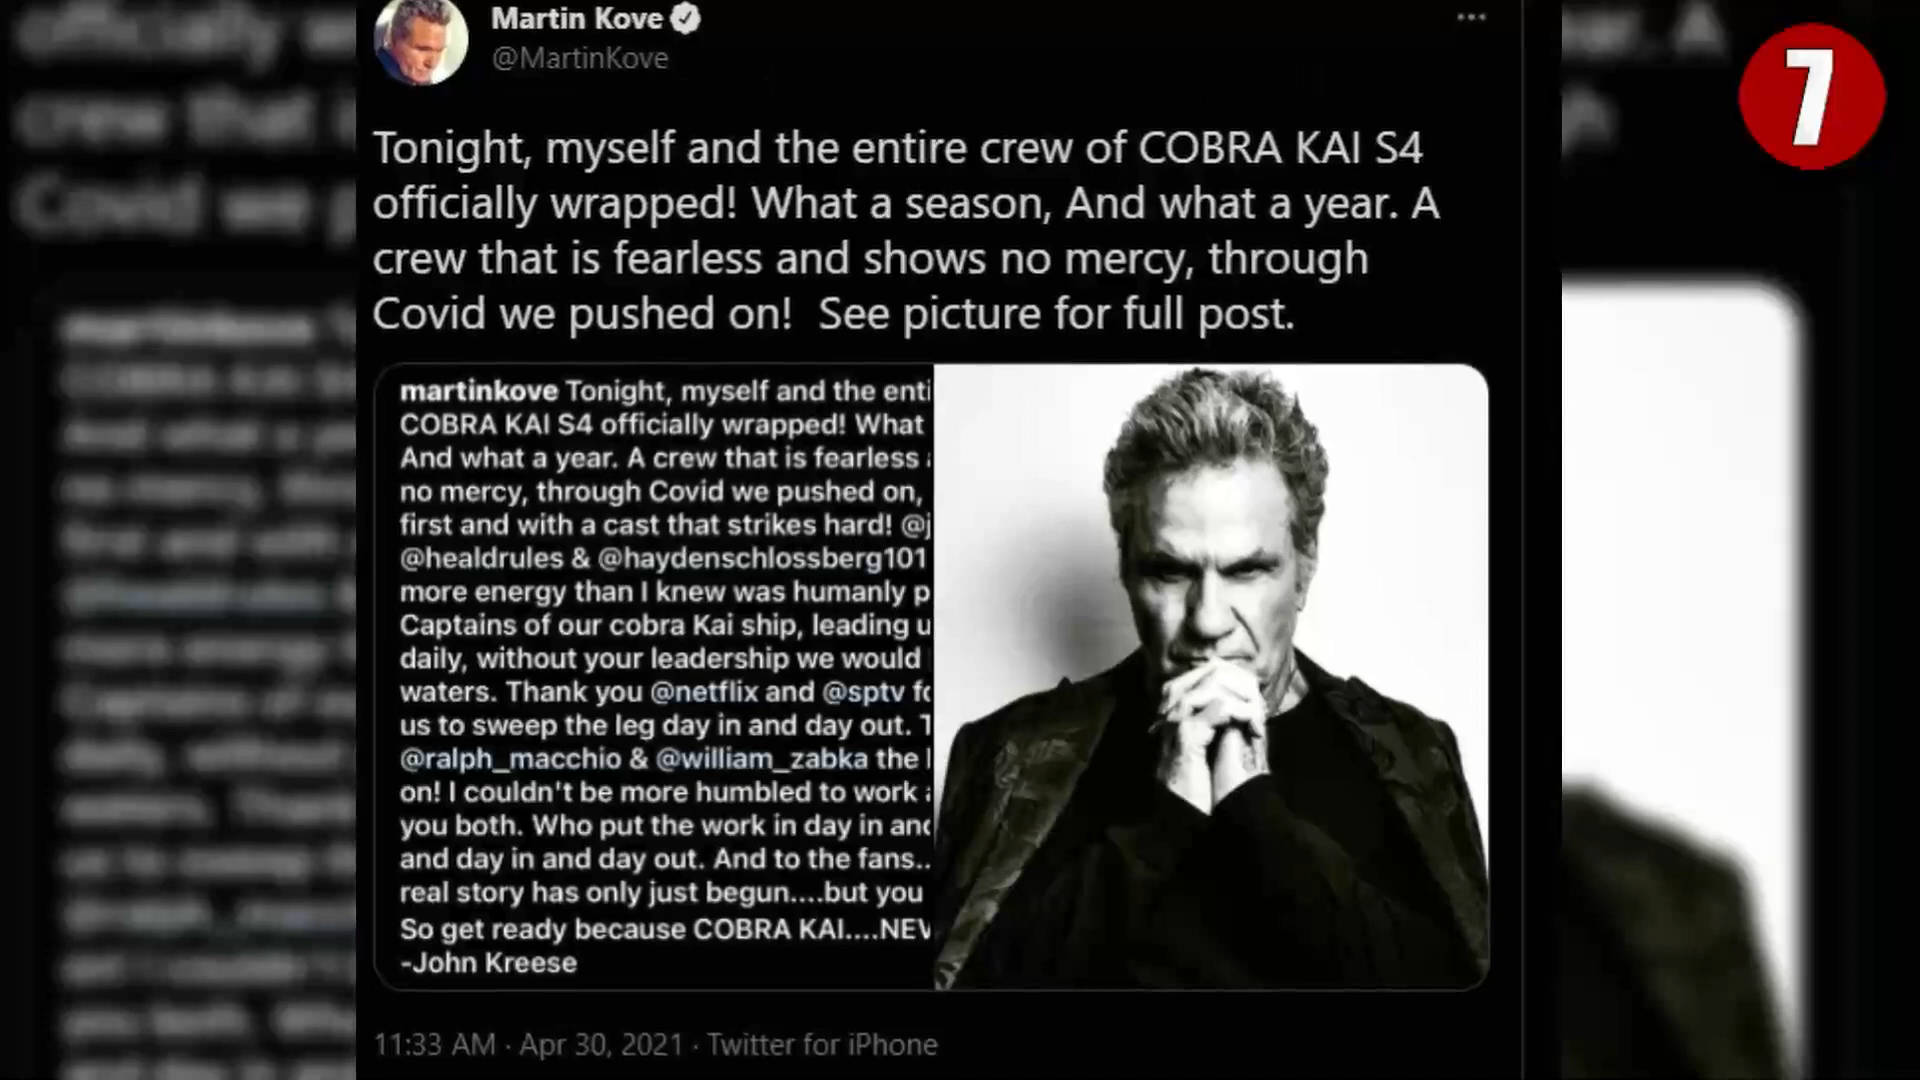 Martin Kove
@MartinKove
7
Tonight, myself and the entire crew of COBRA KAI S4
officially wrapped! What a season, And what a year. A
crew that is fearless and shows no mercy, through
Covid we pushed on!  See picture for full post.
martinkove Tonight, myself and the enti
COBRA KAI S4 officially wrapped! What
And what a year. A crew that is fearless
no mercy, through Covid we pushed on,
first and with a cast that strikes hard! @j
@healdrules & @haydenschlossberg101
more energy than I knew was humanly p
Captains of our cobra Kai ship, leading u
daily, without your leadership we would
waters. Thank you @netflix and @sptv fo
us to sweep the leg day in and day out. T
@ralph_macchio & @william_zabka the
on! I couldn't be more humbled to work
you both. Who put the work in day in and
and day in and day out. And to the fans..
real story has only just begun....but you
So get ready because COBRA KAI....NEV
-John Kreese
11:33 AM · Apr 30, 2021 · Twitter for iPhone